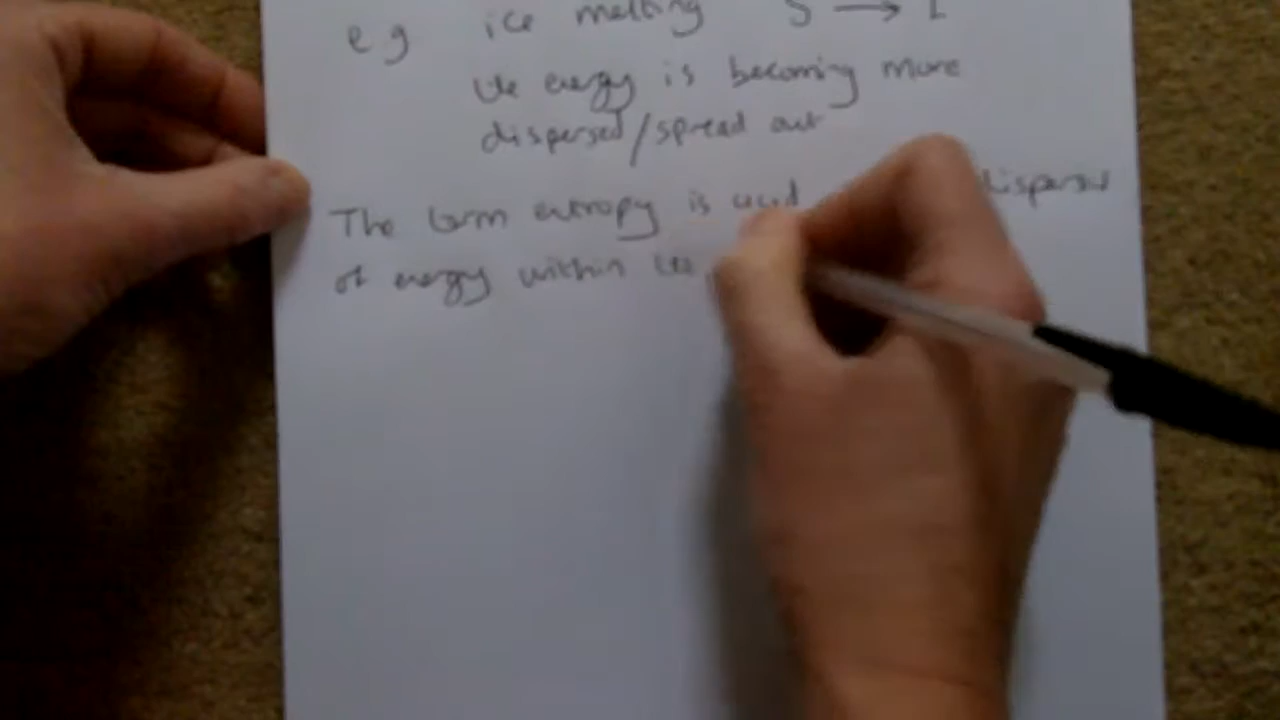 e.g ice melting S → L
the energy is becoming more
dispersed/spread out
The term entropy is used dispersal
of energy within the